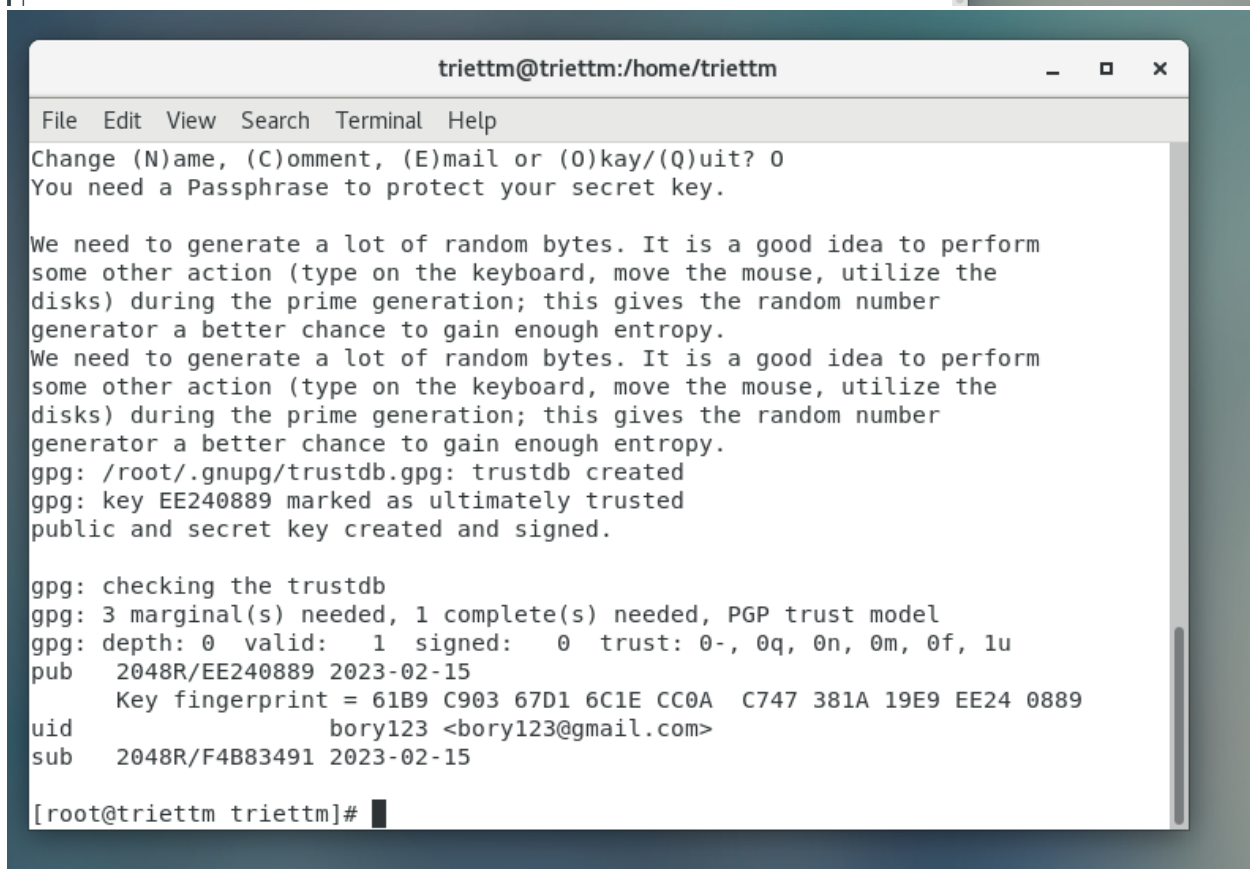 triettm@triettm:/home/triettm
File Edit View Search Terminal Help
Change (N)ame, (C)omment, (E)mail or (O)kay/(Q)uit? O
You need a Passphrase to protect your secret key.
We need to generate a lot of random bytes. It is a good idea to perform
some other action (type on the keyboard, move the mouse, utilize the
disks) during the prime generation; this gives the random number
generator a better chance to gain enough entropy.
We need to generate a lot of random bytes. It is a good idea to perform
some other action (type on the keyboard, move the mouse, utilize the
disks) during the prime generation; this gives the random number
generator a better chance to gain enough entropy.
gpg: /root/.gnupg/trustdb.gpg: trustdb created
gpg: key EE240889 marked as ultimately trusted
public and secret key created and signed.
gpg: checking the trustdb
gpg: 3 marginal(s) needed, 1 complete(s) needed, PGP trust model
gpg: depth: 0  valid:   1  signed:   0  trust: 0-, 0q, 0n, 0m, 0f, 1u
pub   2048R/EE240889 2023-02-15
      Key fingerprint = 61B9 C903 67D1 6C1E CC0A  C747 381A 19E9 EE24 0889
uid                  bory123 <bory123@gmail.com>
sub   2048R/F4B83491 2023-02-15
[root@triettm triettm]#